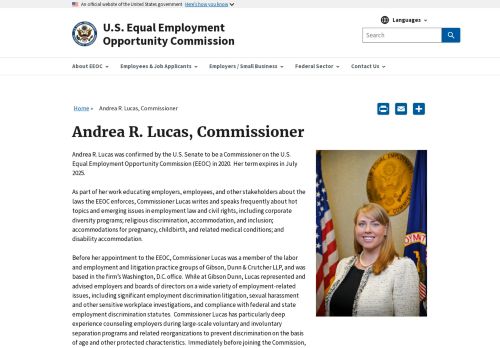 An official website of the United States government Here's how you know
U.S. Equal Employment
Opportunity Commission
Languages
Search
About EEOC
Employees & Job Applicants
Employers / Small Business
Federal Sector
Contact Us
Home » Andrea R. Lucas, Commissioner
Andrea R. Lucas, Commissioner
Andrea R. Lucas was confirmed by the U.S. Senate to be a Commissioner on the U.S.
Equal Employment Opportunity Commission (EEOC) in 2020. Her term expires in July
2025.
As part of her work educating employers, employees, and other stakeholders about the
laws the EEOC enforces, Commissioner Lucas writes and speaks frequently about hot
topics and emerging issues in employment law and civil rights, including corporate
diversity programs; religious discrimination, accommodation, and inclusion;
accommodations for pregnancy, childbirth, and related medical conditions; and
disability accommodation.
Before her appointment to the EEOC, Commissioner Lucas was a member of the
labor and employment and litigation practice groups of Gibson, Dunn & Crutcher LLP, and was
based in the Firm's Washington, D.C. office. While at Gibson Dunn, Lucas represented and
advised employers and boards of directors on a wide variety of employment-related
issues, including significant employment discrimination litigation, sexual harassment
and other sensitive workplace investigations, and compliance with federal and state
employment discrimination statutes. Commissioner Lucas has particularly deep
experience counseling employers during large-scale voluntary and involuntary
separation programs and related reorganizations to prevent discrimination on the basis
of age and other protected characteristics. Immediately before joining the Commission,